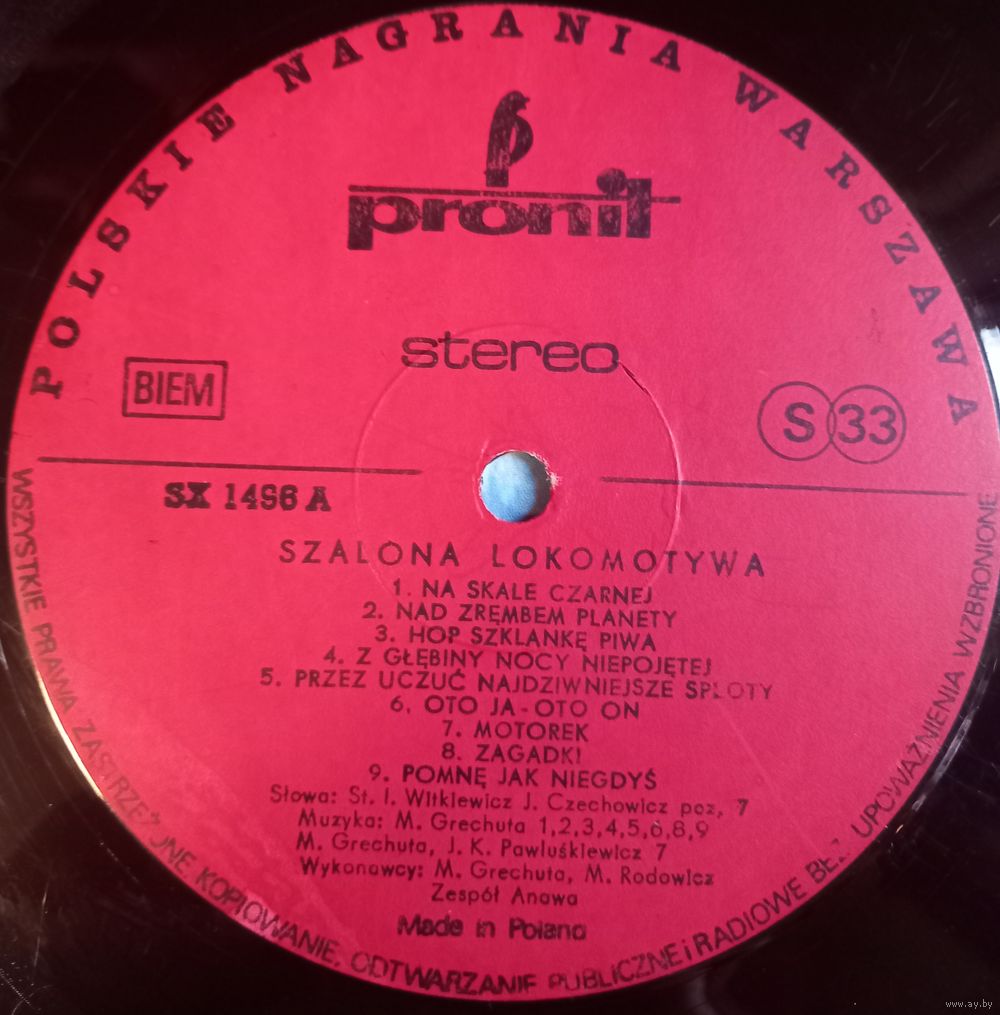 POLSKIE NAGRANIA WARSZAWA
pronit
stereo
BIEM
S 33
SX 1496 A
SZALONA LOKOMOTYWA
1. NA SKALE CZARNEJ
2. NAD ZRĘMBEM PLANETY
3. HOP SZKLANKĘ PIWA
4. Z GŁĘBINY NOCY NIEPOJĘTEJ
5. PRZEZ UCZUĆ NAJDZIWNIEJSZE SPLOTY
6. OTO JA - OTO ON
7. MOTOREK
8. ZAGADKI
9. POMNĘ JAK NIEGDYŚ
Słowa: St. I. Witkiewicz J. Czechowicz poz, 7
Muzyka: M. Grechuta 1,2,3,4,5,6,8,9
M. Grechuta, J. K. Pawluśkiewicz 7
Wykonawcy: M. Grechuta, M. Rodowicz
Zespół Anawa
Made in Poland
WSZYSTKIE PRAWA ZASTRZEŻONE KOPIOWANIE, ODTWARZANIE PUBLICZNE i RADIOWE BEZ UPOWAŻNIENIA WZBRONIONE
www.ay.by